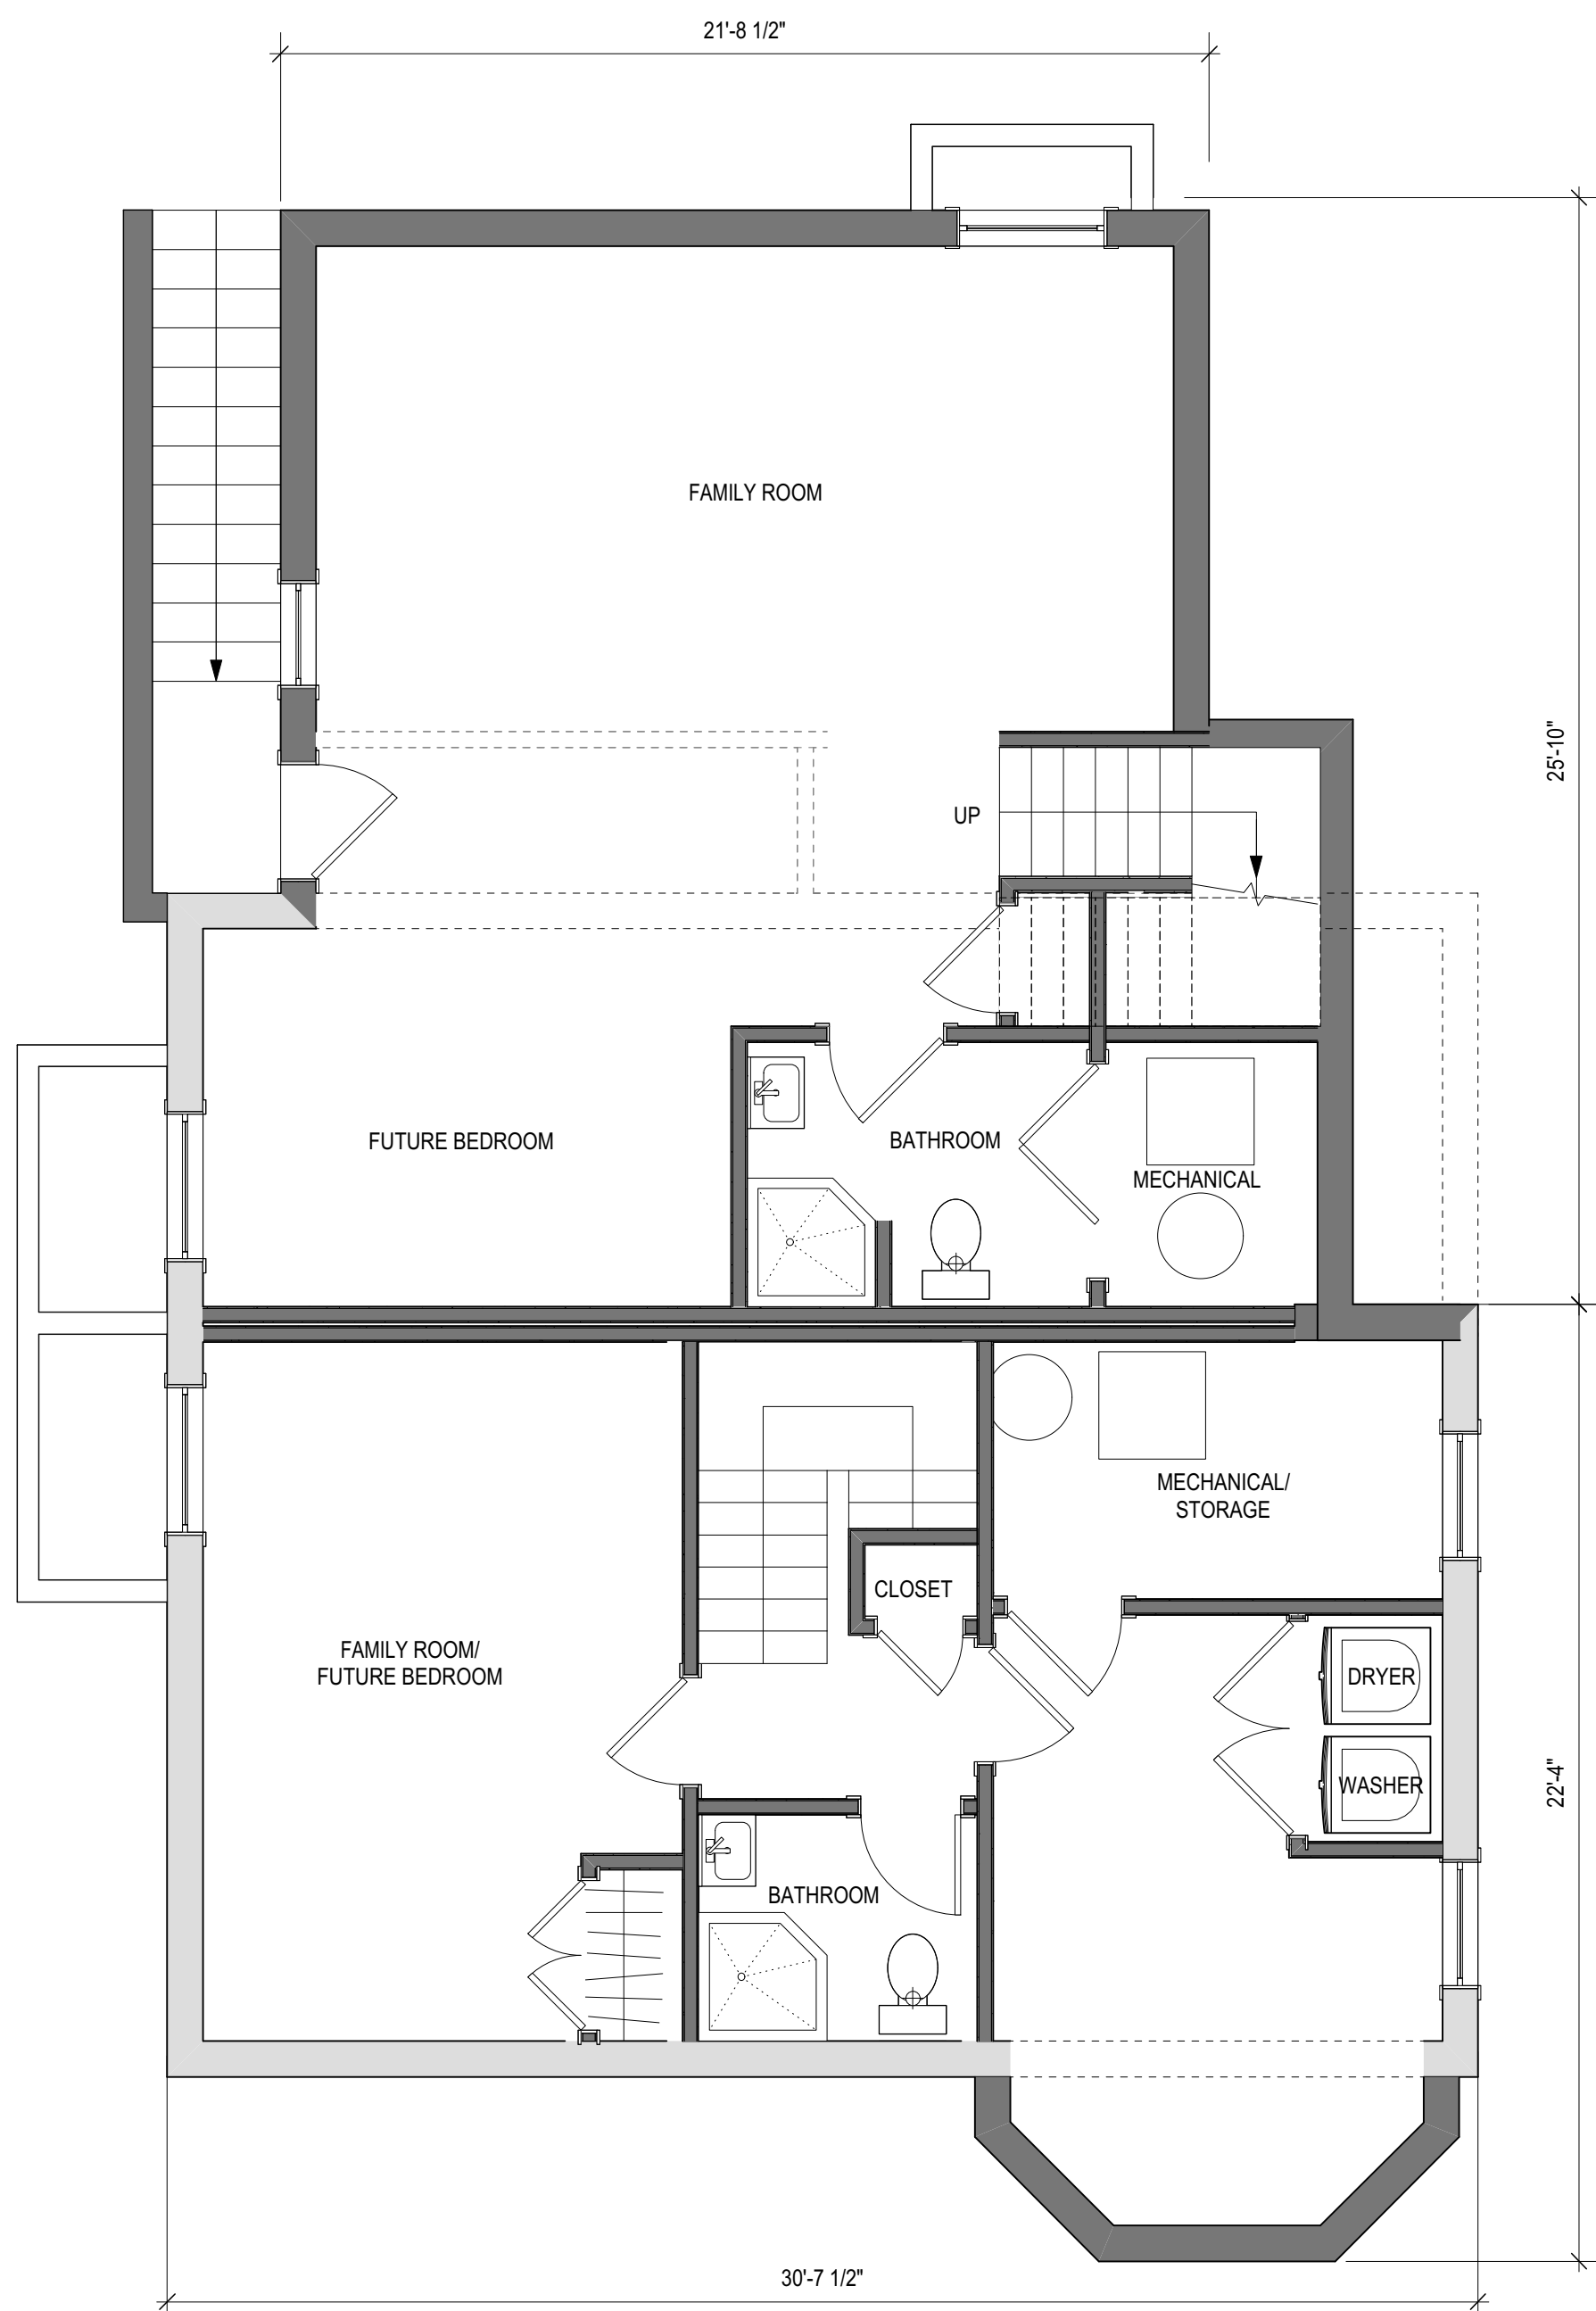 21'-8 1/2"
FAMILY ROOM
25'-10"
UP
FUTURE BEDROOM
BATHROOM
MECHANICAL
MECHANICAL/
STORAGE
CLOSET
FAMILY ROOM/
FUTURE BEDROOM
DRYER
WASHER
22'-4"
BATHROOM
30'-7 1/2"